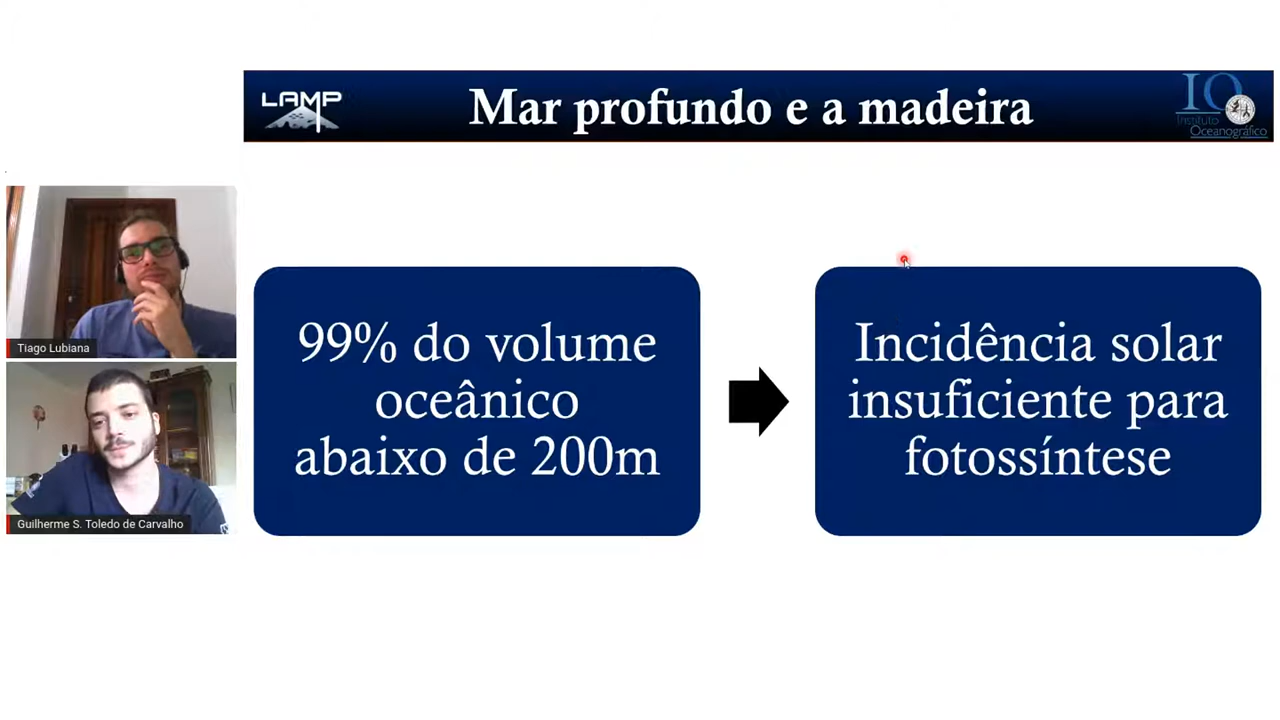 LAMP
Mar profundo e a madeira
IO
Instituto
Oceanográfico
Tiago Lubiana
Guilherme S. Toledo de Carvalho
99% do volume
oceânico
abaixo de 200m
Incidência solar
insuficiente para
fotossíntese